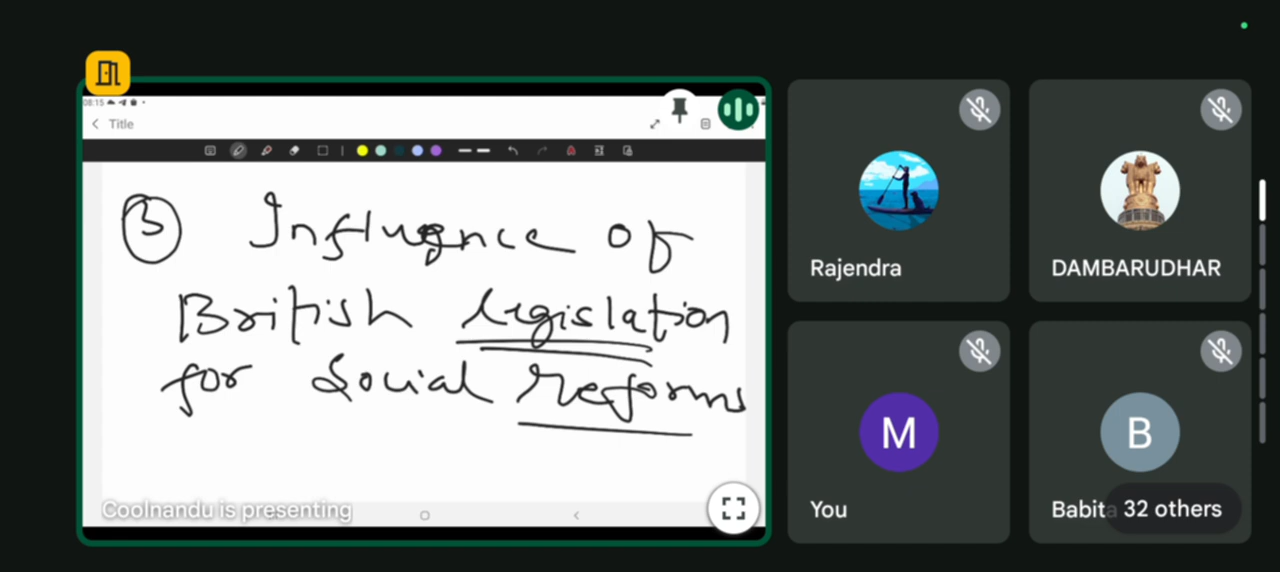 08:15
Title
3 Influence of
British legislation
for Social Reforms
Coolnandu is presenting
Rajendra
DAMBARUDHAR
M
You
B
Babita
32 others